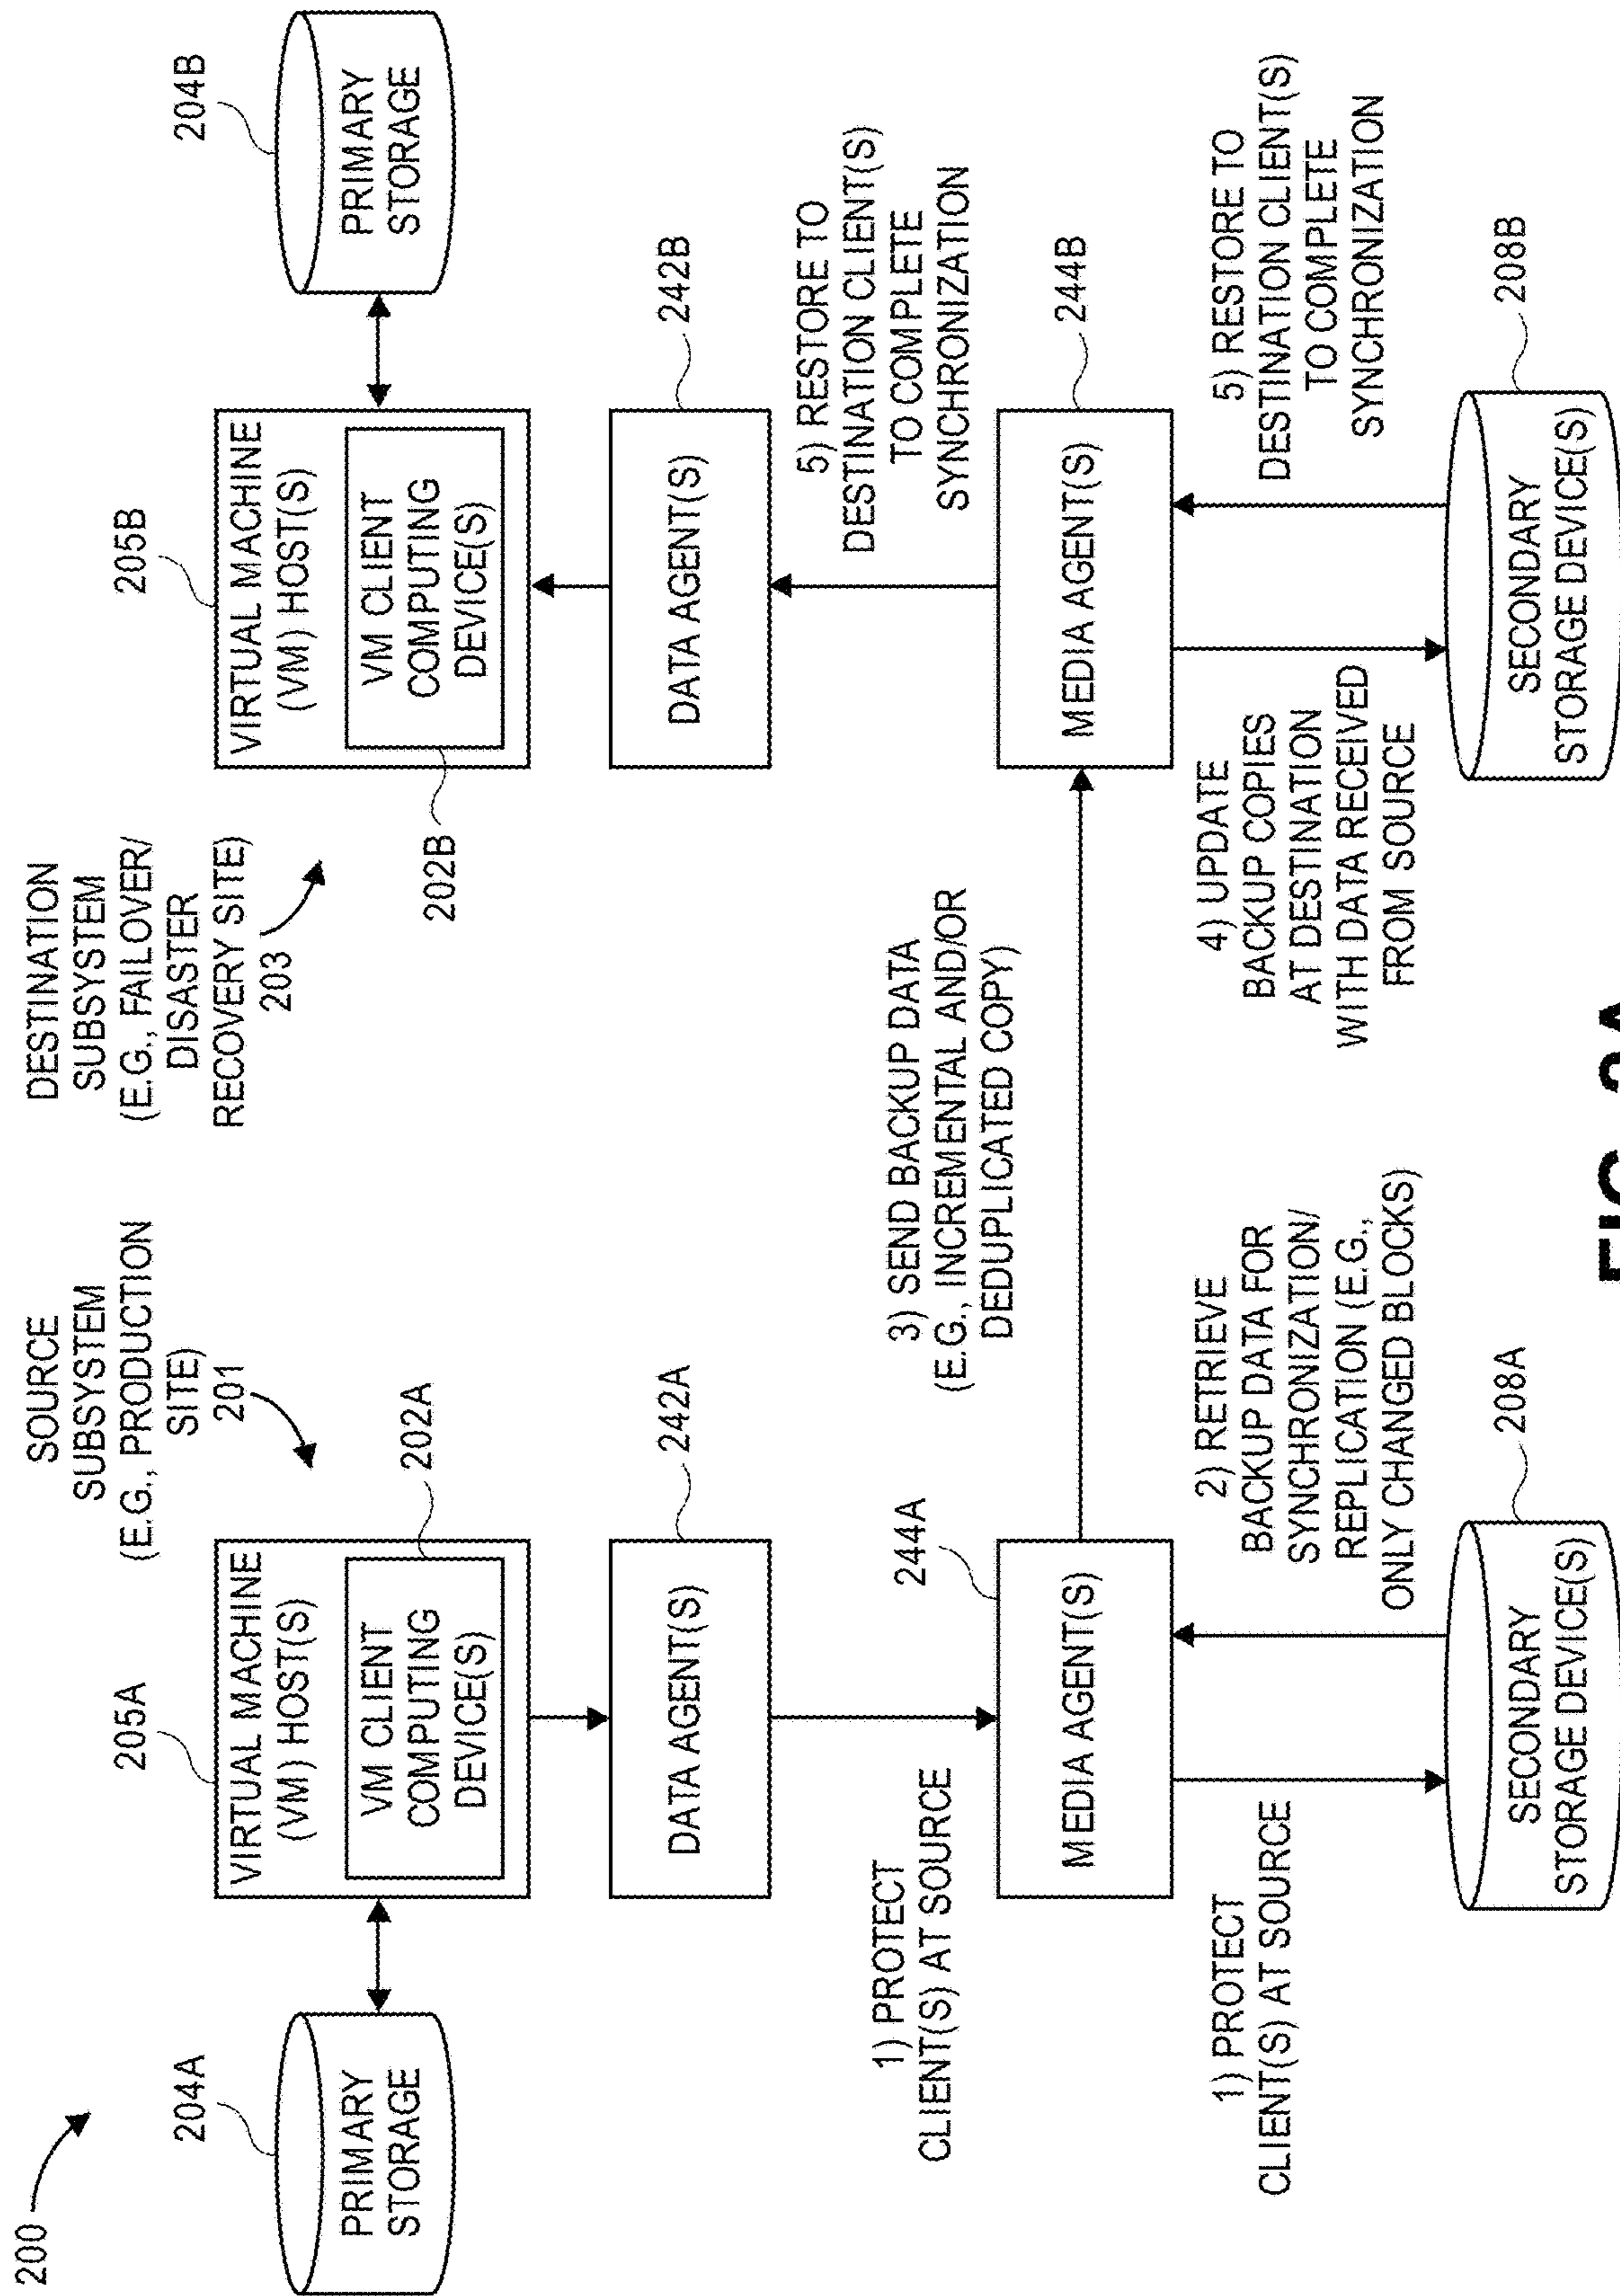 200
204A
PRIMARY
STORAGE
205A
VIRTUAL MACHINE
(VM) HOST(S)
VM CLIENT
COMPUTING
DEVICE(S)
202A
SOURCE
SUBSYSTEM
(E.G., PRODUCTION
SITE)
201
DESTINATION
SUBSYSTEM
(E.G., FAILOVER/
DISASTER
RECOVERY SITE)
203
205B
VIRTUAL MACHINE
(VM) HOST(S)
VM CLIENT
COMPUTING
DEVICE(S)
202B
204B
PRIMARY
STORAGE
DATA AGENT(S)
242A
DATA AGENT(S)
242B
1) PROTECT
CLIENT(S) AT SOURCE
3) SEND BACKUP DATA
(E.G., INCREMENTAL AND/OR
DEDUPLICATED COPY)
5) RESTORE TO
DESTINATION CLIENT(S)
TO COMPLETE
SYNCHRONIZATION
MEDIA AGENT(S)
244A
MEDIA AGENT(S)
244B
1) PROTECT
CLIENT(S) AT SOURCE
2) RETRIEVE
BACKUP DATA FOR
SYNCHRONIZATION/
REPLICATION (E.G.,
ONLY CHANGED BLOCKS)
4) UPDATE
BACKUP COPIES
AT DESTINATION
WITH DATA RECEIVED
FROM SOURCE
5) RESTORE TO
DESTINATION CLIENT(S)
TO COMPLETE
SYNCHRONIZATION
SECONDARY
STORAGE DEVICE(S)
208A
SECONDARY
STORAGE DEVICE(S)
208B
FIG. 2A